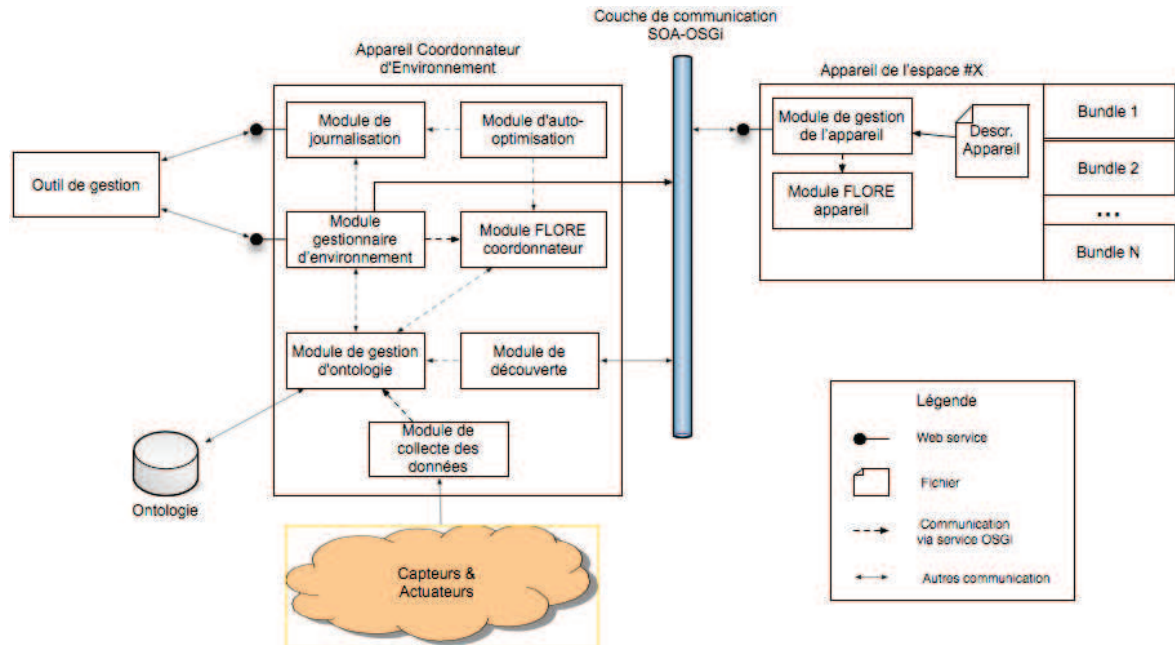 Couche de communication
SOA-OSGi
Appareil Coordonnateur
d'Environnement
Appareil de l'espace #X
Module de
journalisation
Module d'auto-
optimisation
Module de gestion
de l'appareil
Descr.
Appareil
Bundle 1
Bundle 2
...
Bundle N
Outil de gestion
Module FLORE
appareil
Module
gestionnaire
d'environnement
Module FLORE
coordonnateur
Module de gestion
d'ontologie
Module de
découverte
Module de
collecte des
données
Ontologie
Capteurs &
Actuateurs
Légende
Web service
Fichier
Communication
via service OSGi
Autres communication